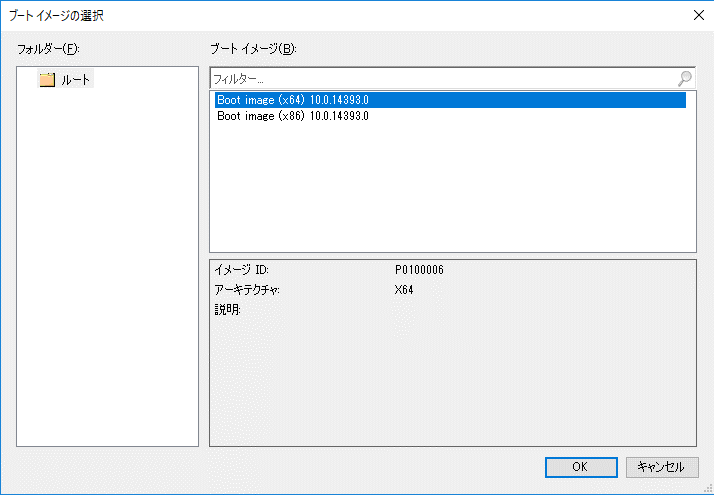 ブート イメージの選択
フォルダー(F):
ルート
ブート イメージ(B):
フィルター...
Boot image (x64) 10.0.14393.0
Boot image (x86) 10.0.14393.0
イメージ ID: P0100006
アーキテクチャ: X64
説明:
OK キャンセル